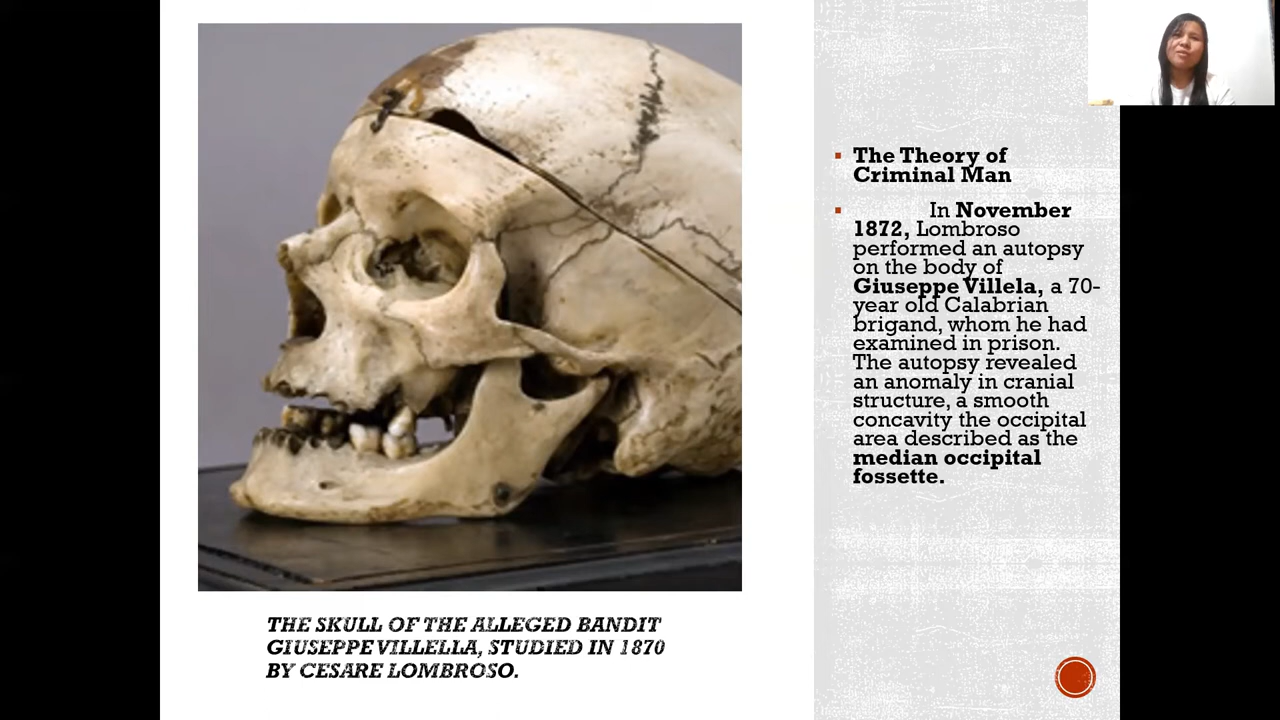 THE SKULL OF THE ALLEGED BANDIT
GIUSEPPE VILLELLA, STUDIED IN 1870
BY CESARE LOMBROSO.
The Theory of
Criminal Man
In November
1872, Lombroso
performed an autopsy
on the body of
Giuseppe Villela, a 70-
year old Calabrian
brigand, whom he had
examined in prison.
The autopsy revealed
an anomaly in cranial
structure, a smooth
concavity the occipital
area described as the
median occipital
fossette.